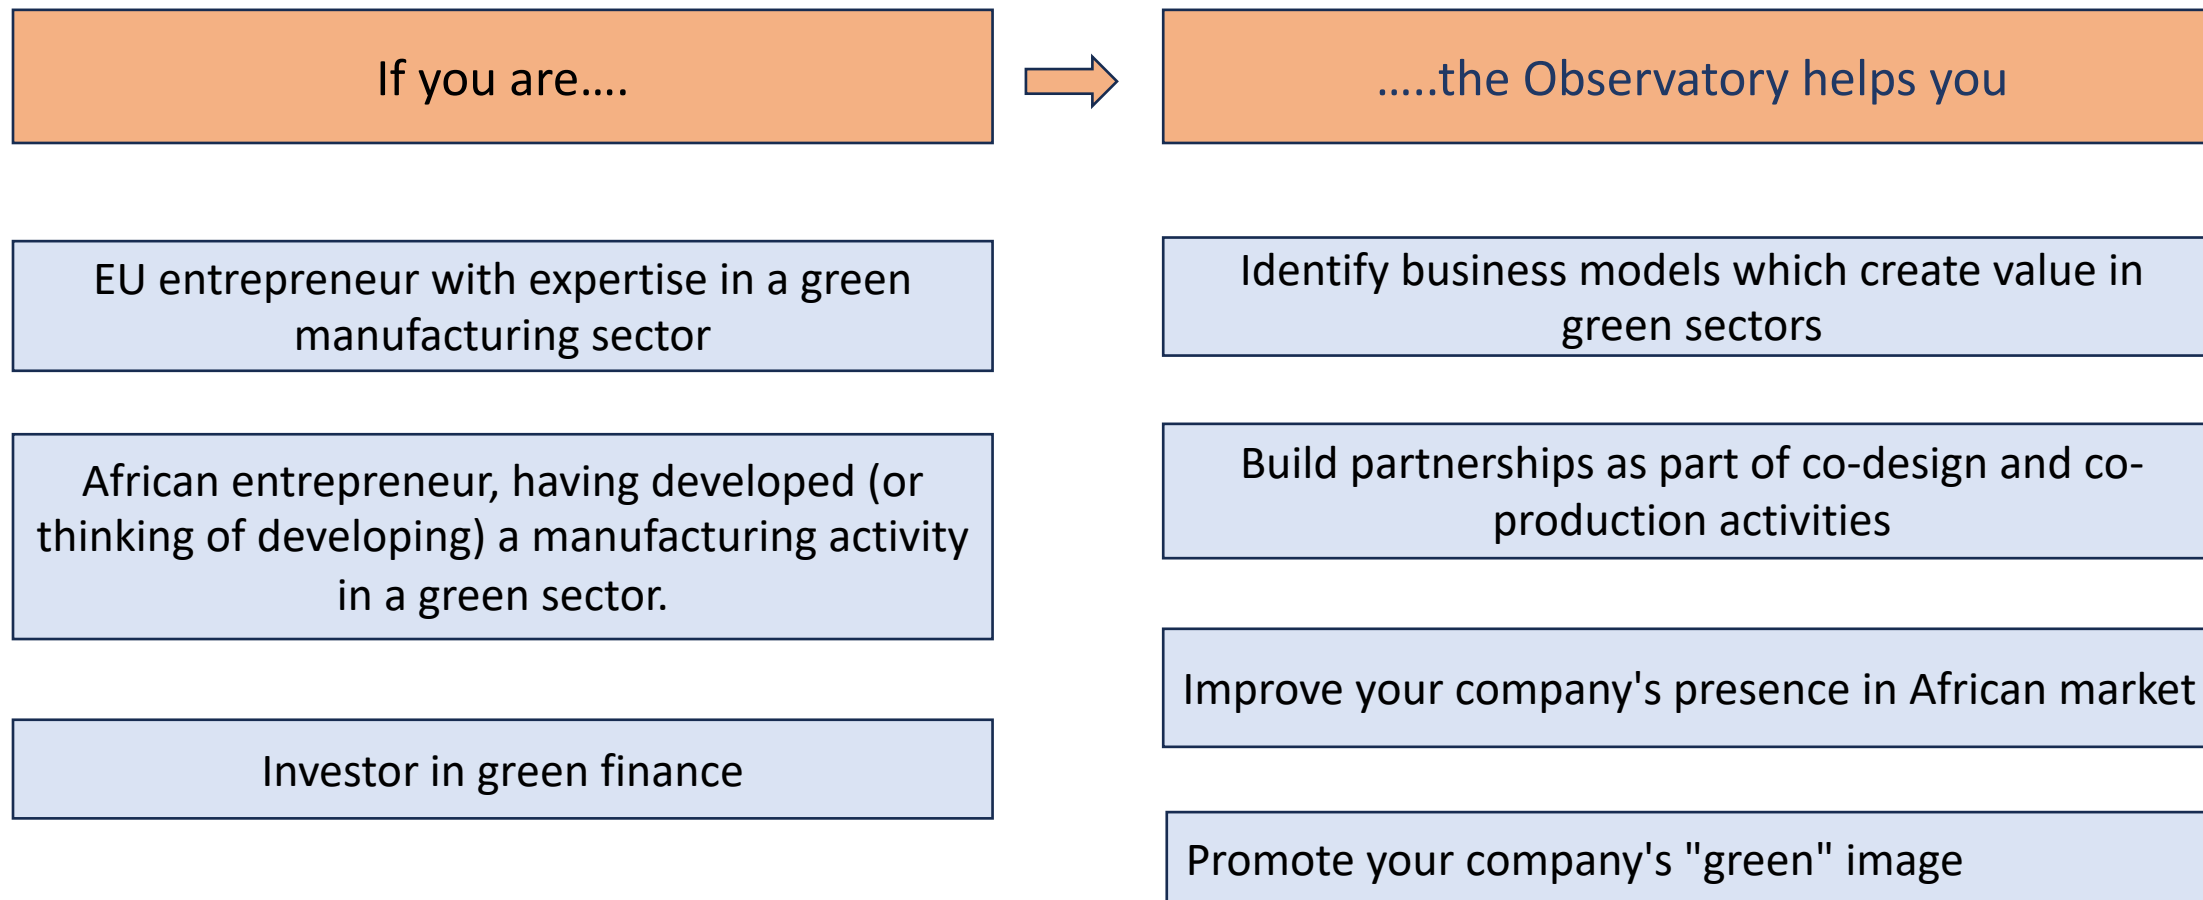 If you are....
.....the Observatory helps you
EU entrepreneur with expertise in a green
manufacturing sector
African entrepreneur, having developed (or
thinking of developing) a manufacturing activity
in a green sector.
Investor in green finance
Identify business models which create value in
green sectors
Build partnerships as part of co-design and co-
production activities
Improve your company's presence in African market
Promote your company's "green" image